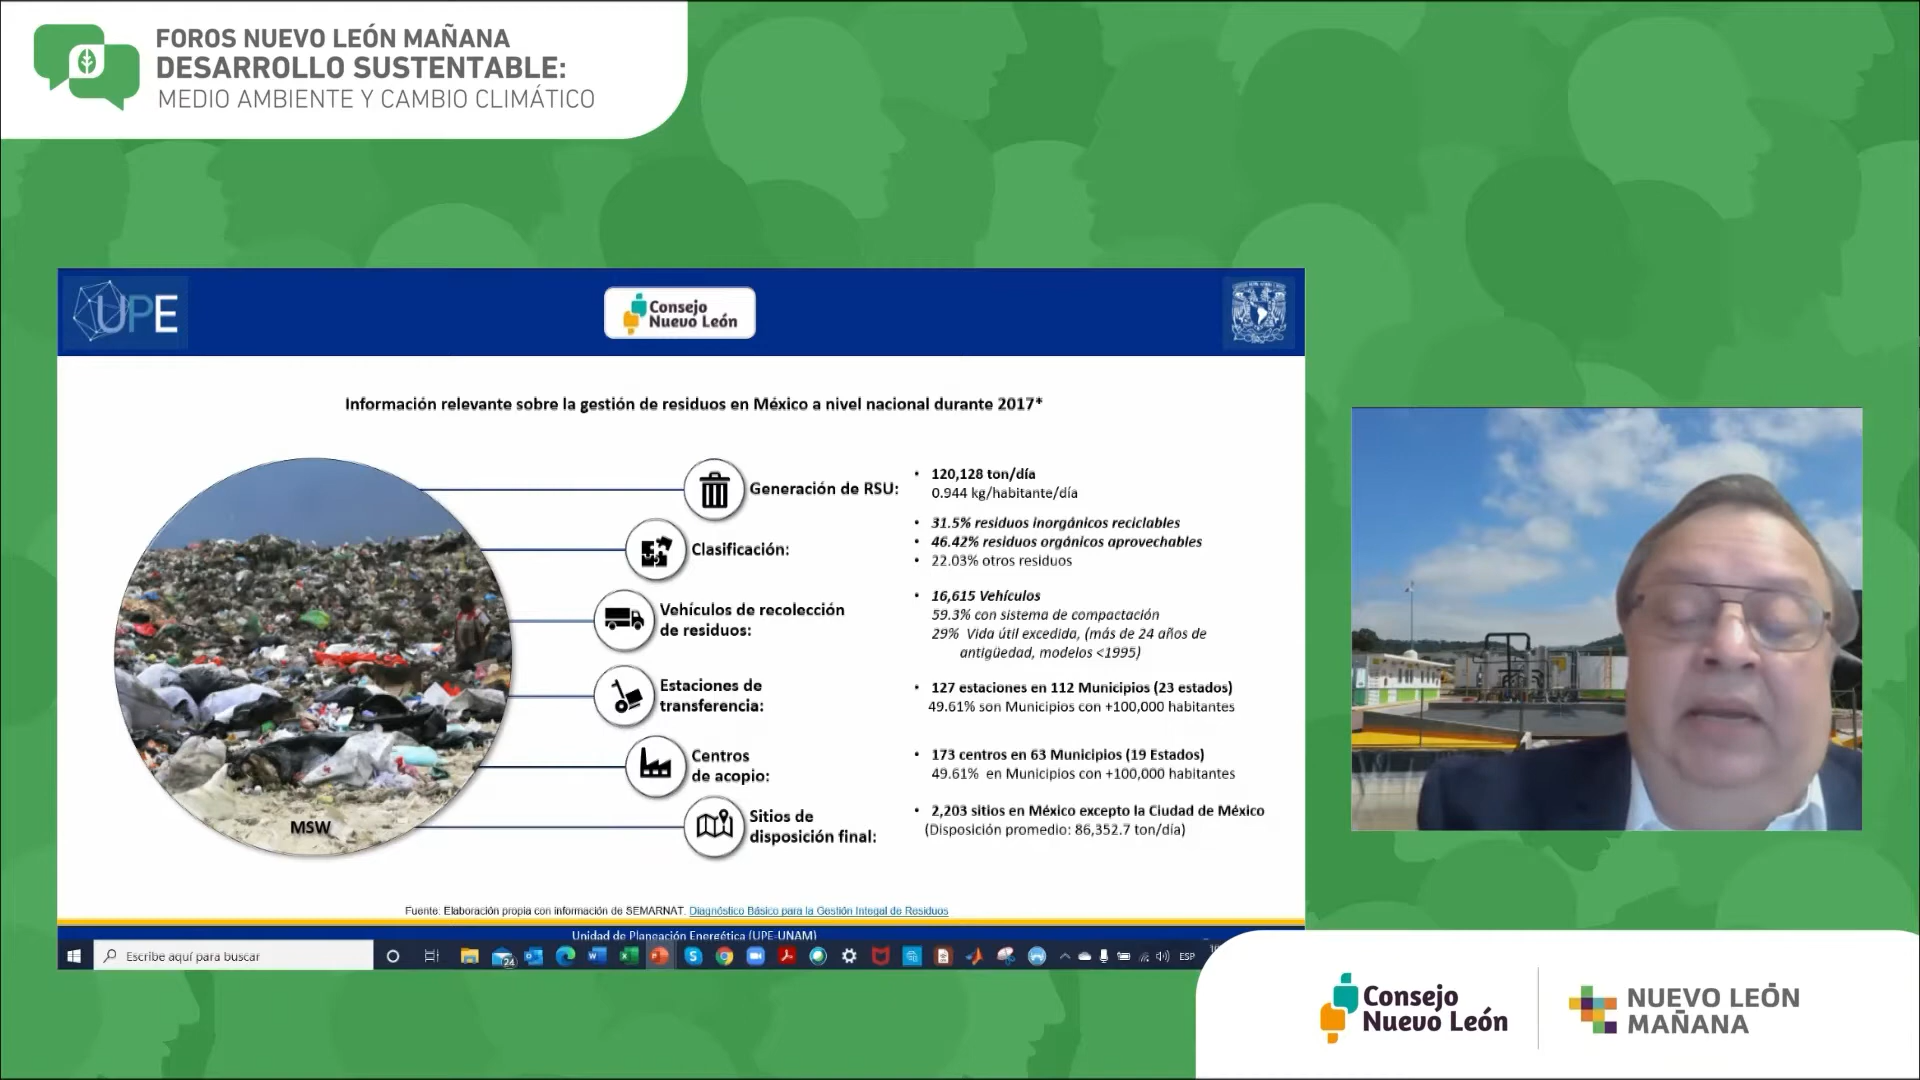 FOROS NUEVO LEÓN MAÑANA
DESARROLLO SUSTENTABLE:
MEDIO AMBIENTE Y CAMBIO CLIMÁTICO
UPE
Consejo
Nuevo León
Información relevante sobre la gestión de residuos en México a nivel nacional durante 2017*
Generación de RSU:
• 120,128 ton/día
0.944 kg/habitante/día
Clasificación:
• 31.5% residuos inorgánicos reciclables
• 46.42% residuos orgánicos aprovechables
• 22.03% otros residuos
Vehículos de recolección
de residuos:
• 16,615 Vehículos
59.3% con sistema de compactación
29% Vida útil excedida, (más de 24 años de
antigüedad, modelos <1995)
Estaciones de
transferencia:
• 127 estaciones en 112 Municipios (23 estados)
49.61% son Municipios con +100,000 habitantes
Centros
de acopio:
• 173 centros en 63 Municipios (19 Estados)
49.61% en Municipios con +100,000 habitantes
Sitios de
disposición final:
• 2,203 sitios en México excepto la Ciudad de México
(Disposición promedio: 86,352.7 ton/día)
MSW
Fuente: Elaboración propia con información de SEMARNAT. Diagnóstico Básico para la Gestión Integal de Residuos
Unidad de Planeación Energética (UPE-UNAM)
Escribe aquí para buscar
24
ESP
Consejo
Nuevo León
NUEVO LEÓN
MAÑANA